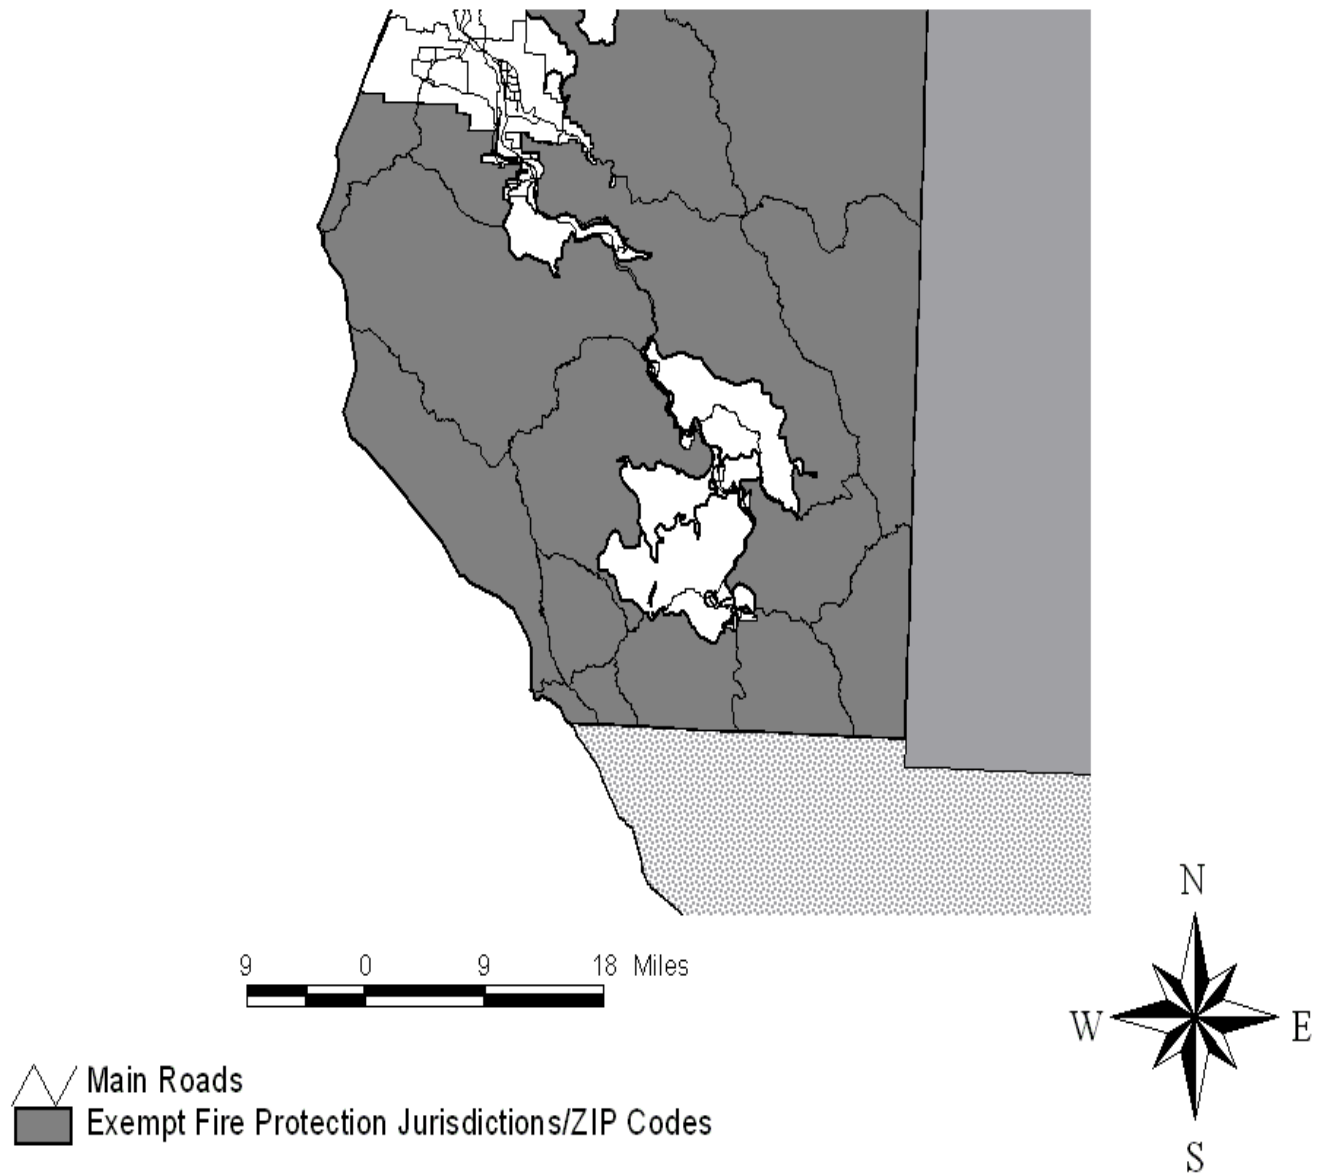 N
9 0 9 18 Miles
W E
Main Roads
Exempt Fire Protection Jurisdictions/ZIP Codes
S